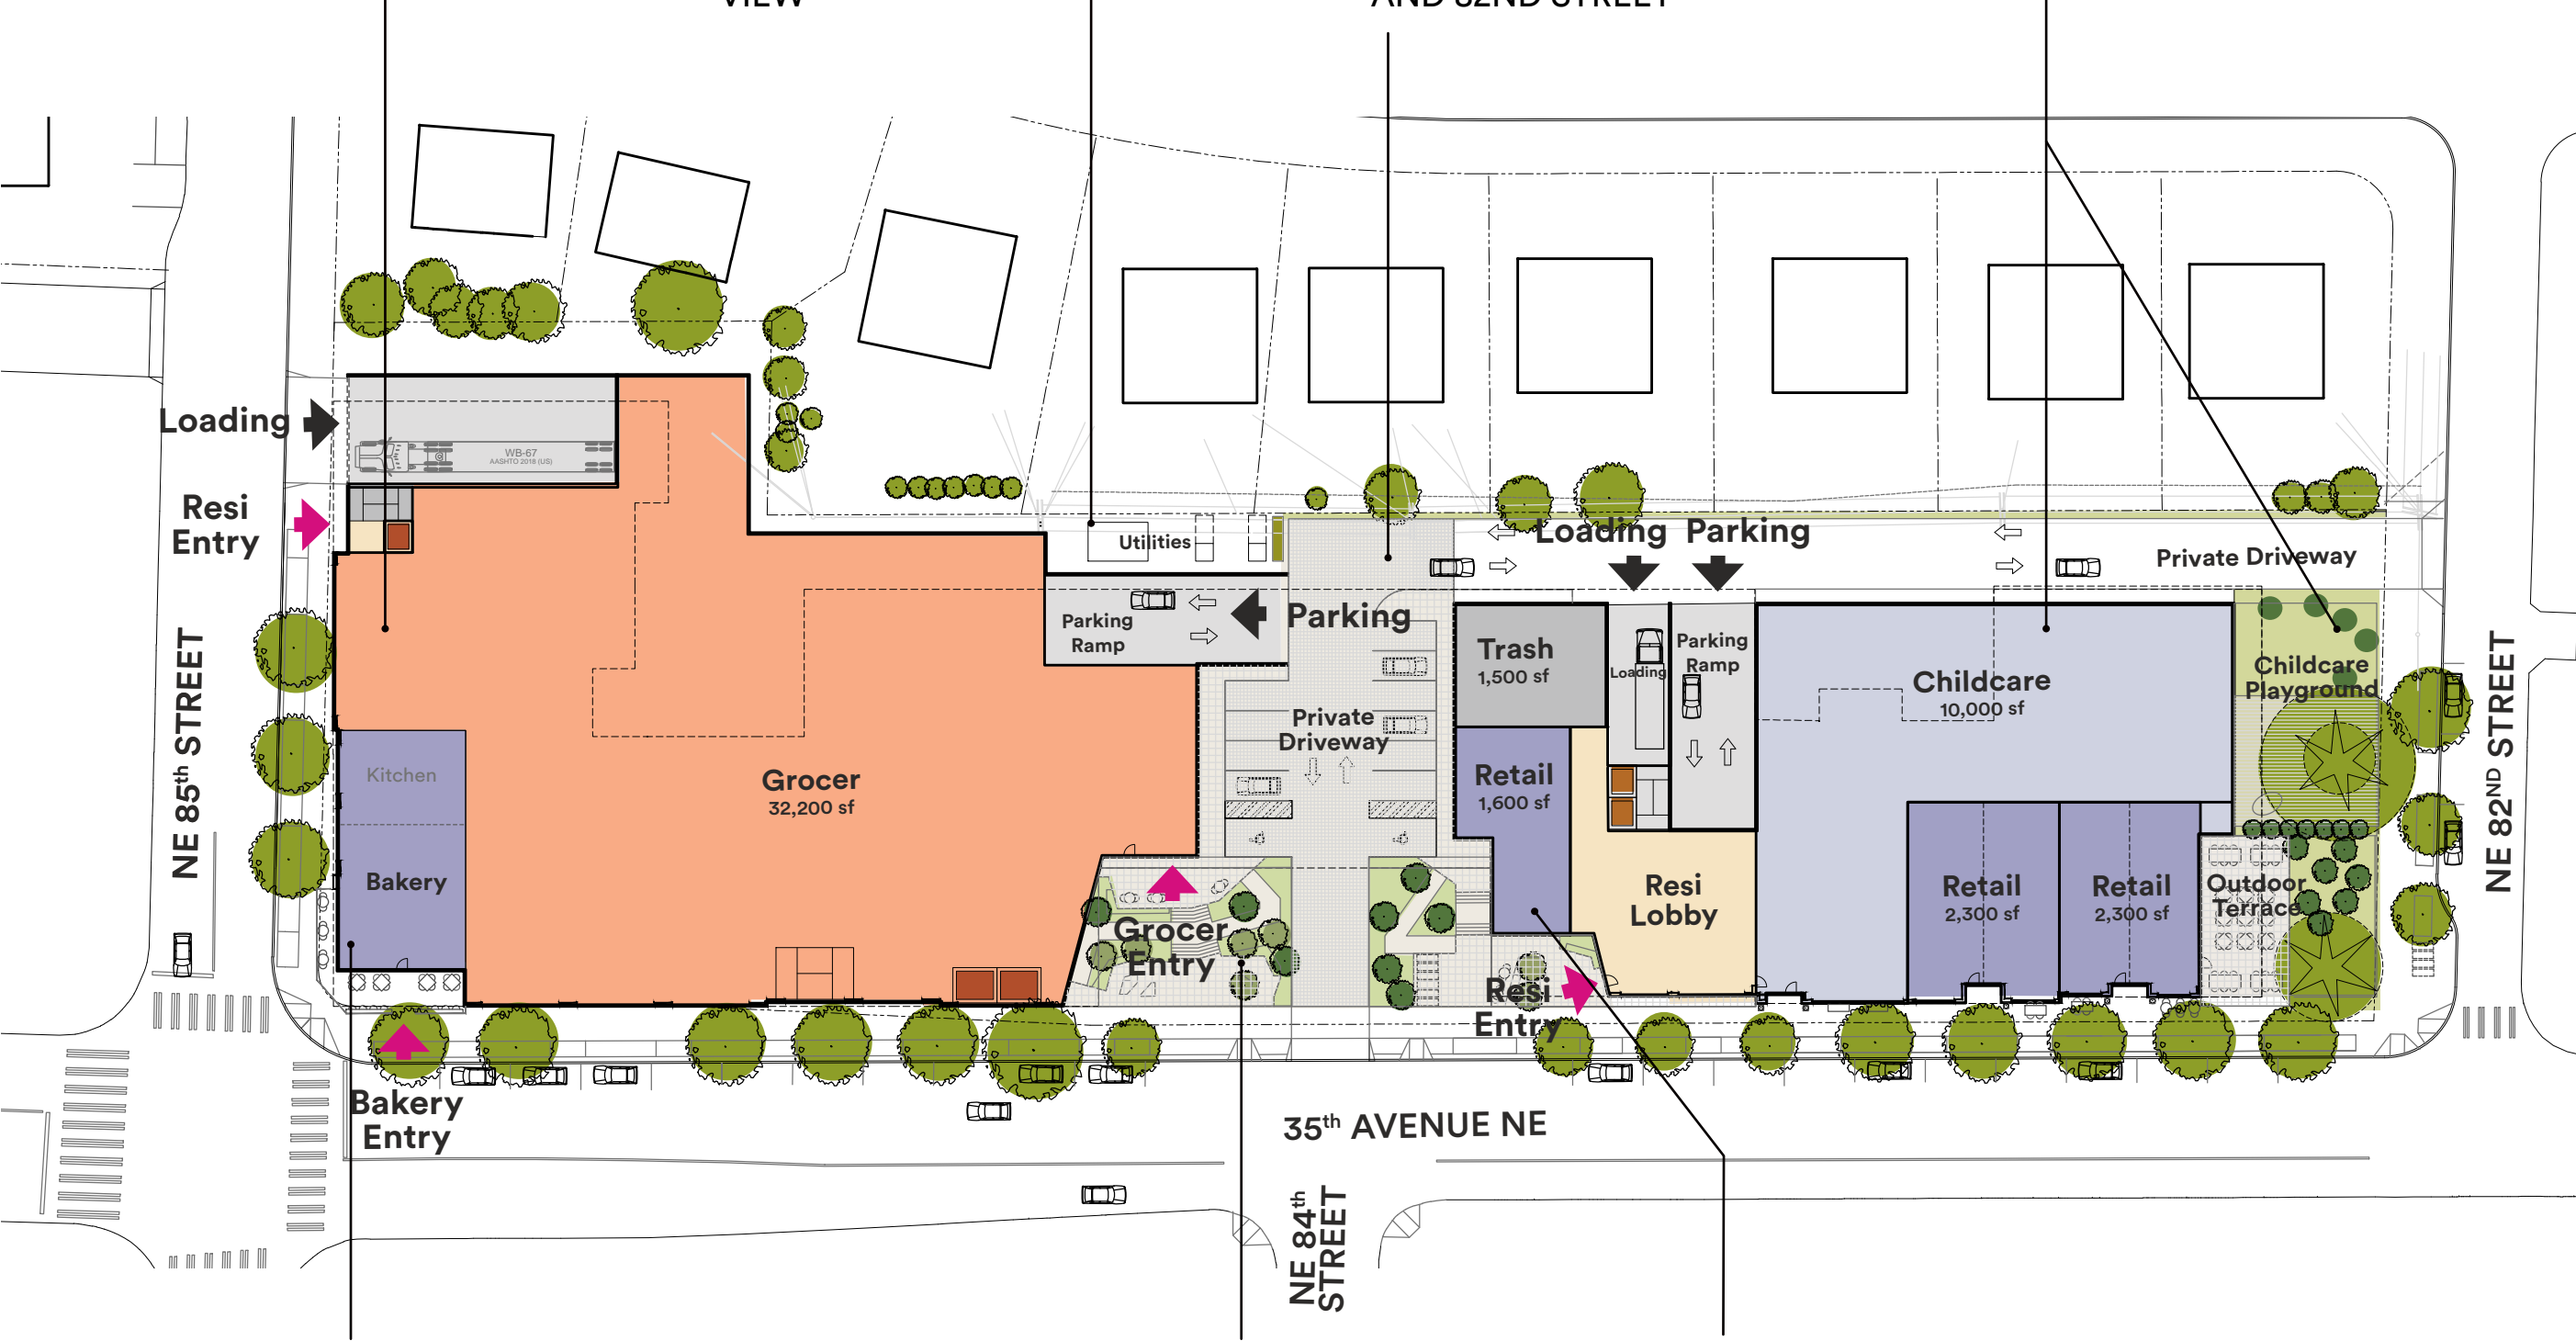 VIEW
AND 82ND STREET
Loading
WB-67
AASHTO 2018 (US)
Resi
Entry
Utilities
Loading
Parking
Private Driveway
Parking
Ramp
Parking
Trash
1,500 sf
Loading
Parking
Ramp
Childcare
10,000 sf
Childcare
Playground
NE 85th STREET
Kitchen
Bakery
Grocer
32,200 sf
Private
Driveway
Retail
1,600 sf
Resi
Lobby
Retail
2,300 sf
Retail
2,300 sf
Outdoor
Terrace
NE 82ND STREET
Grocer
Entry
Resi
Entry
Bakery
Entry
35th AVENUE NE
NE 84th
STREET